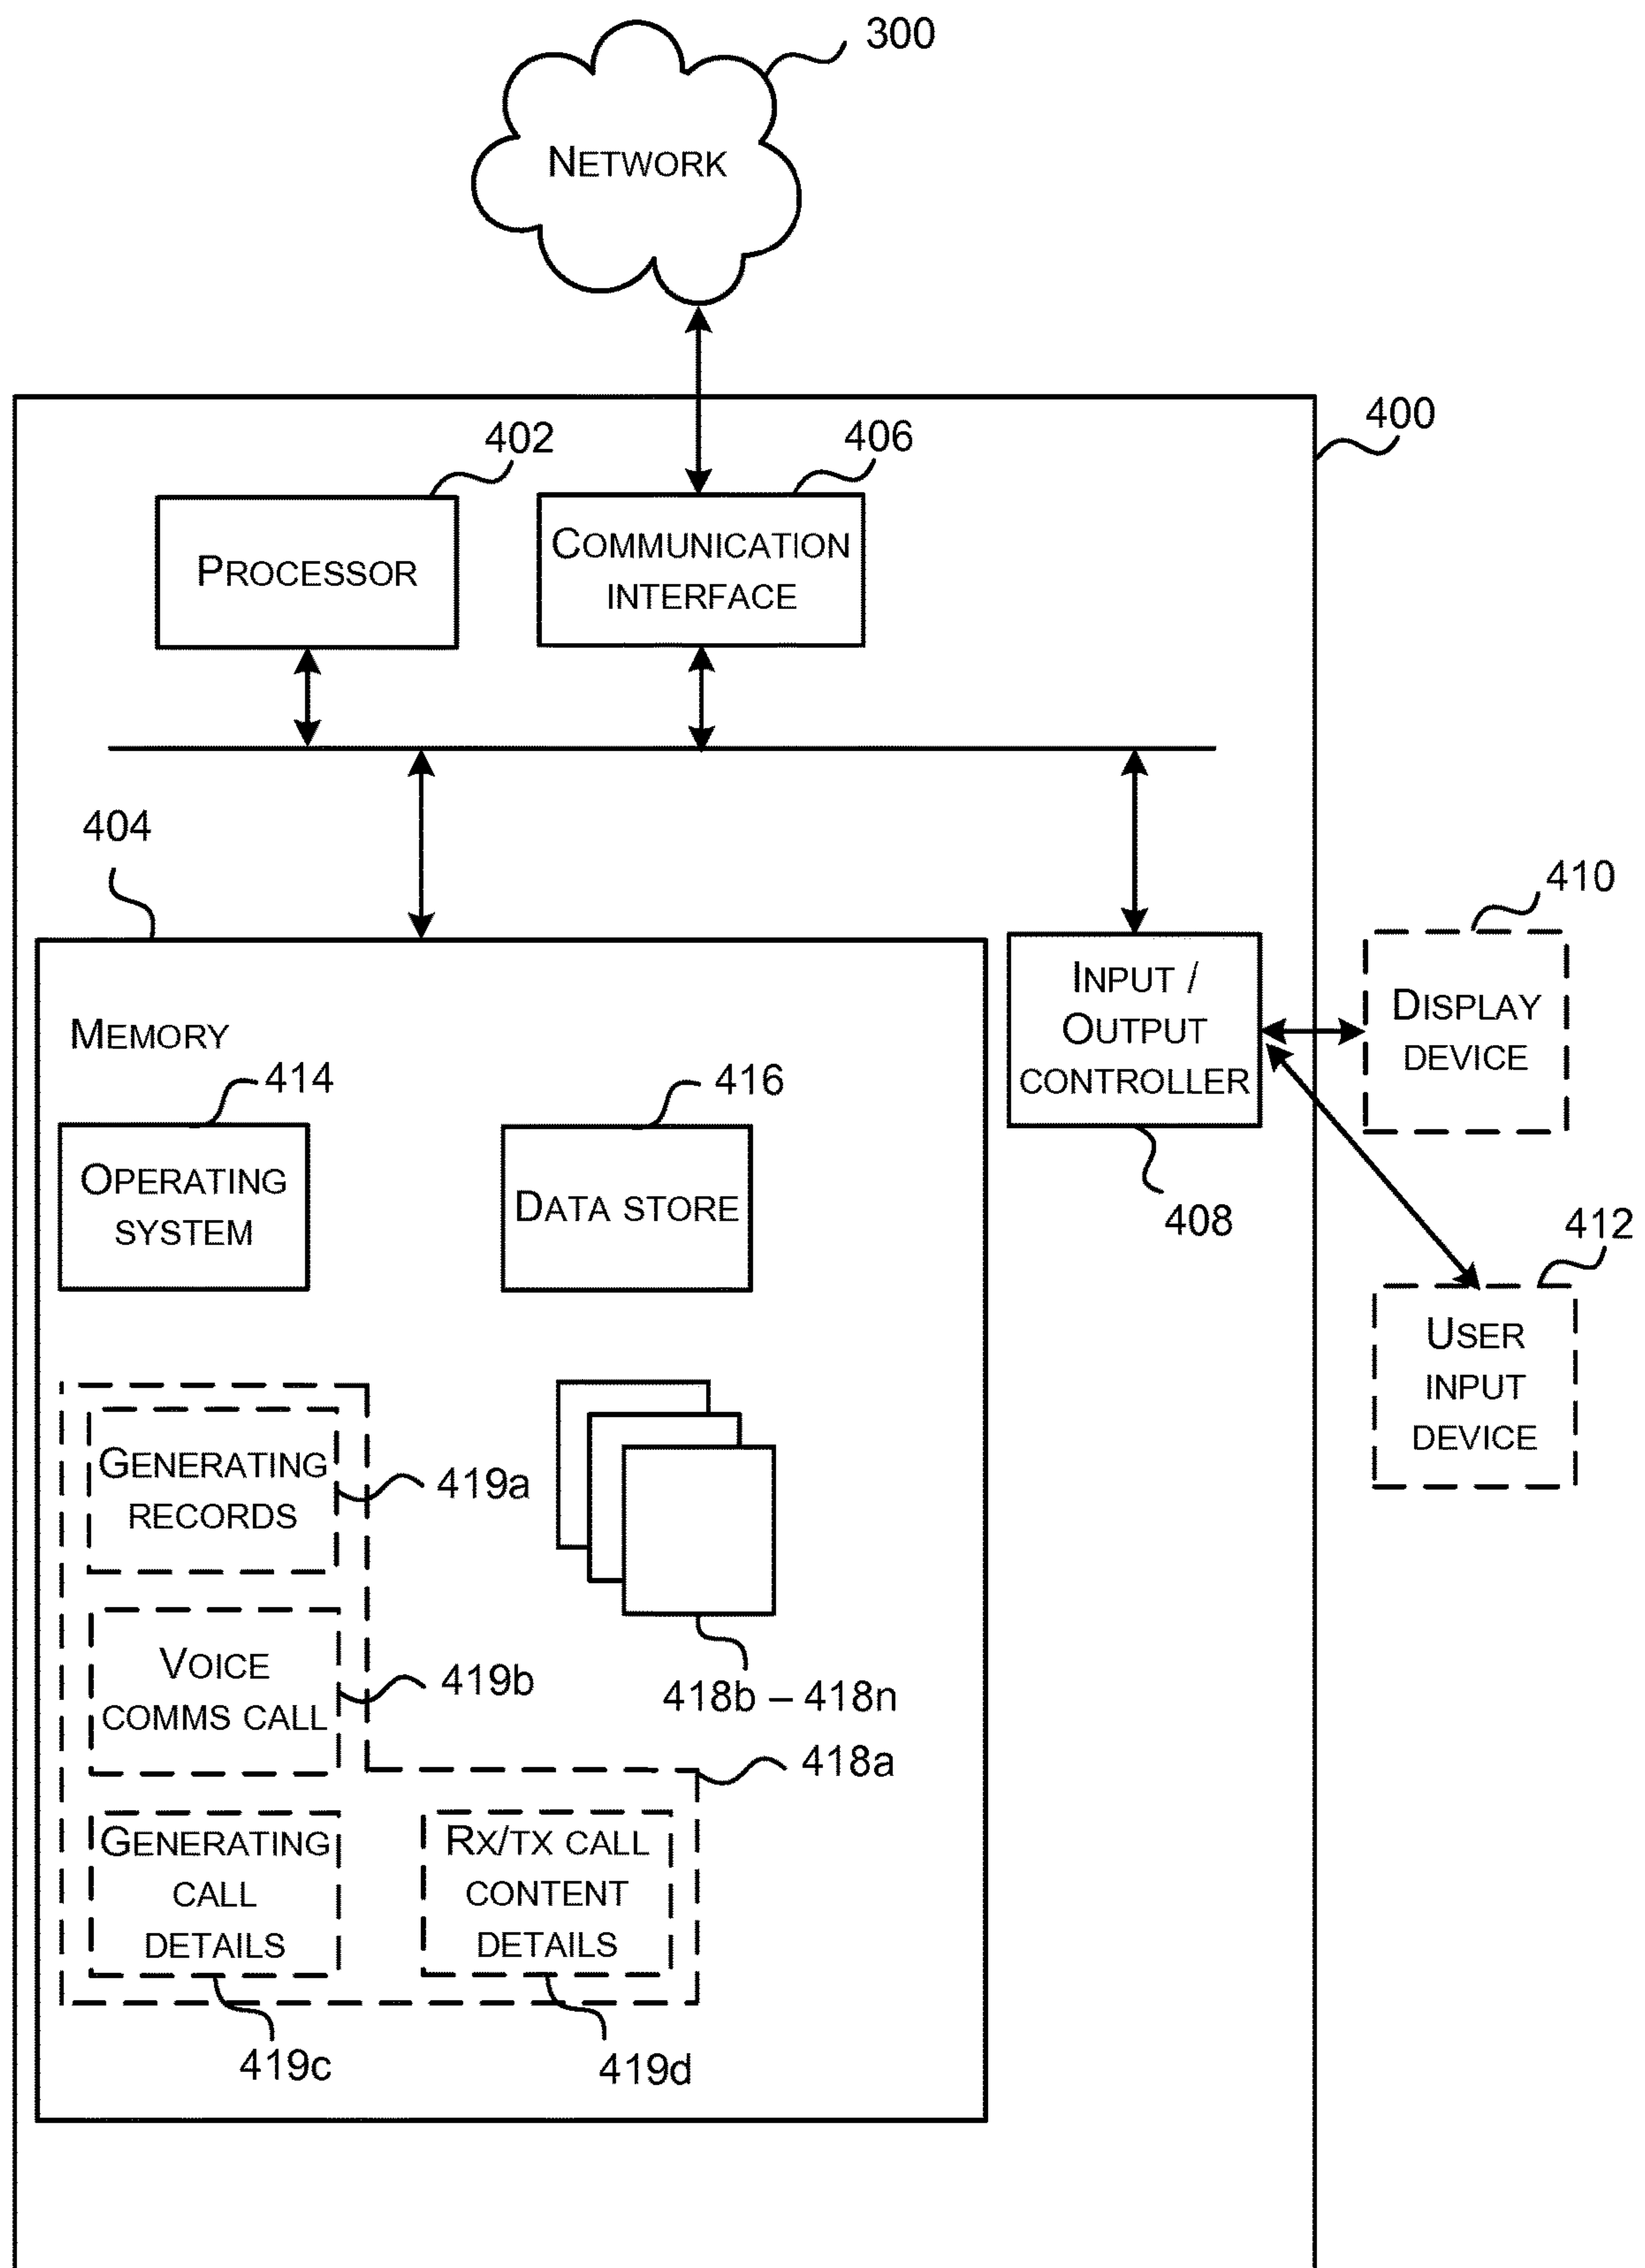 300
NETWORK
400
402
406
PROCESSOR
COMMUNICATION
INTERFACE
404
410
MEMORY
INPUT /
OUTPUT
CONTROLLER
DISPLAY
DEVICE
414
416
408
412
OPERATING
SYSTEM
DATA STORE
USER
INPUT
DEVICE
GENERATING
RECORDS
419a
VOICE
COMMS CALL
419b
418b – 418n
418a
GENERATING
CALL
DETAILS
RX/TX CALL
CONTENT
DETAILS
419c
419d